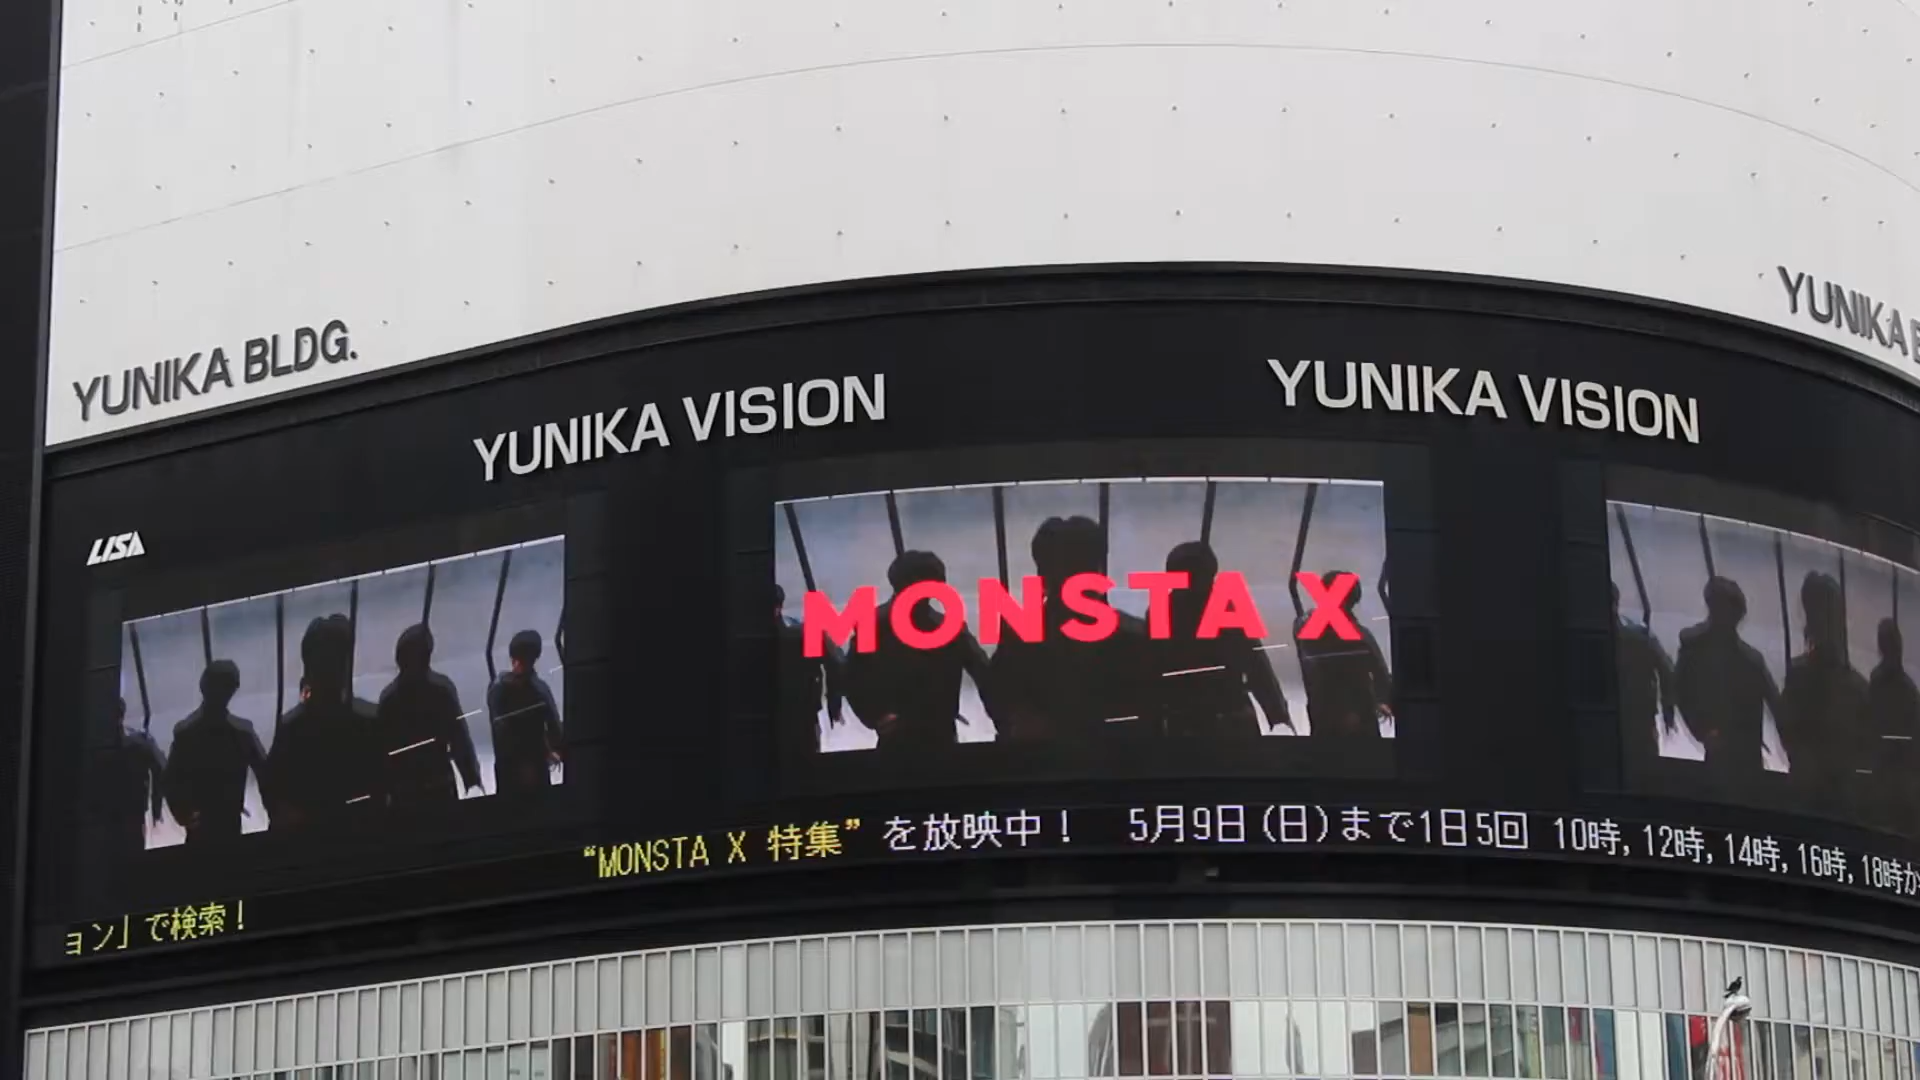 YUNIKA BLDG.
YUNIKA
YUNIKA VISION
YUNIKA VISION
LISA
MONSTA X
“MONSTA X 特集” を放映中！ 5月9日(日)まで1日5回 10時,12時,14時,16時,18時か
ョン」で検索！